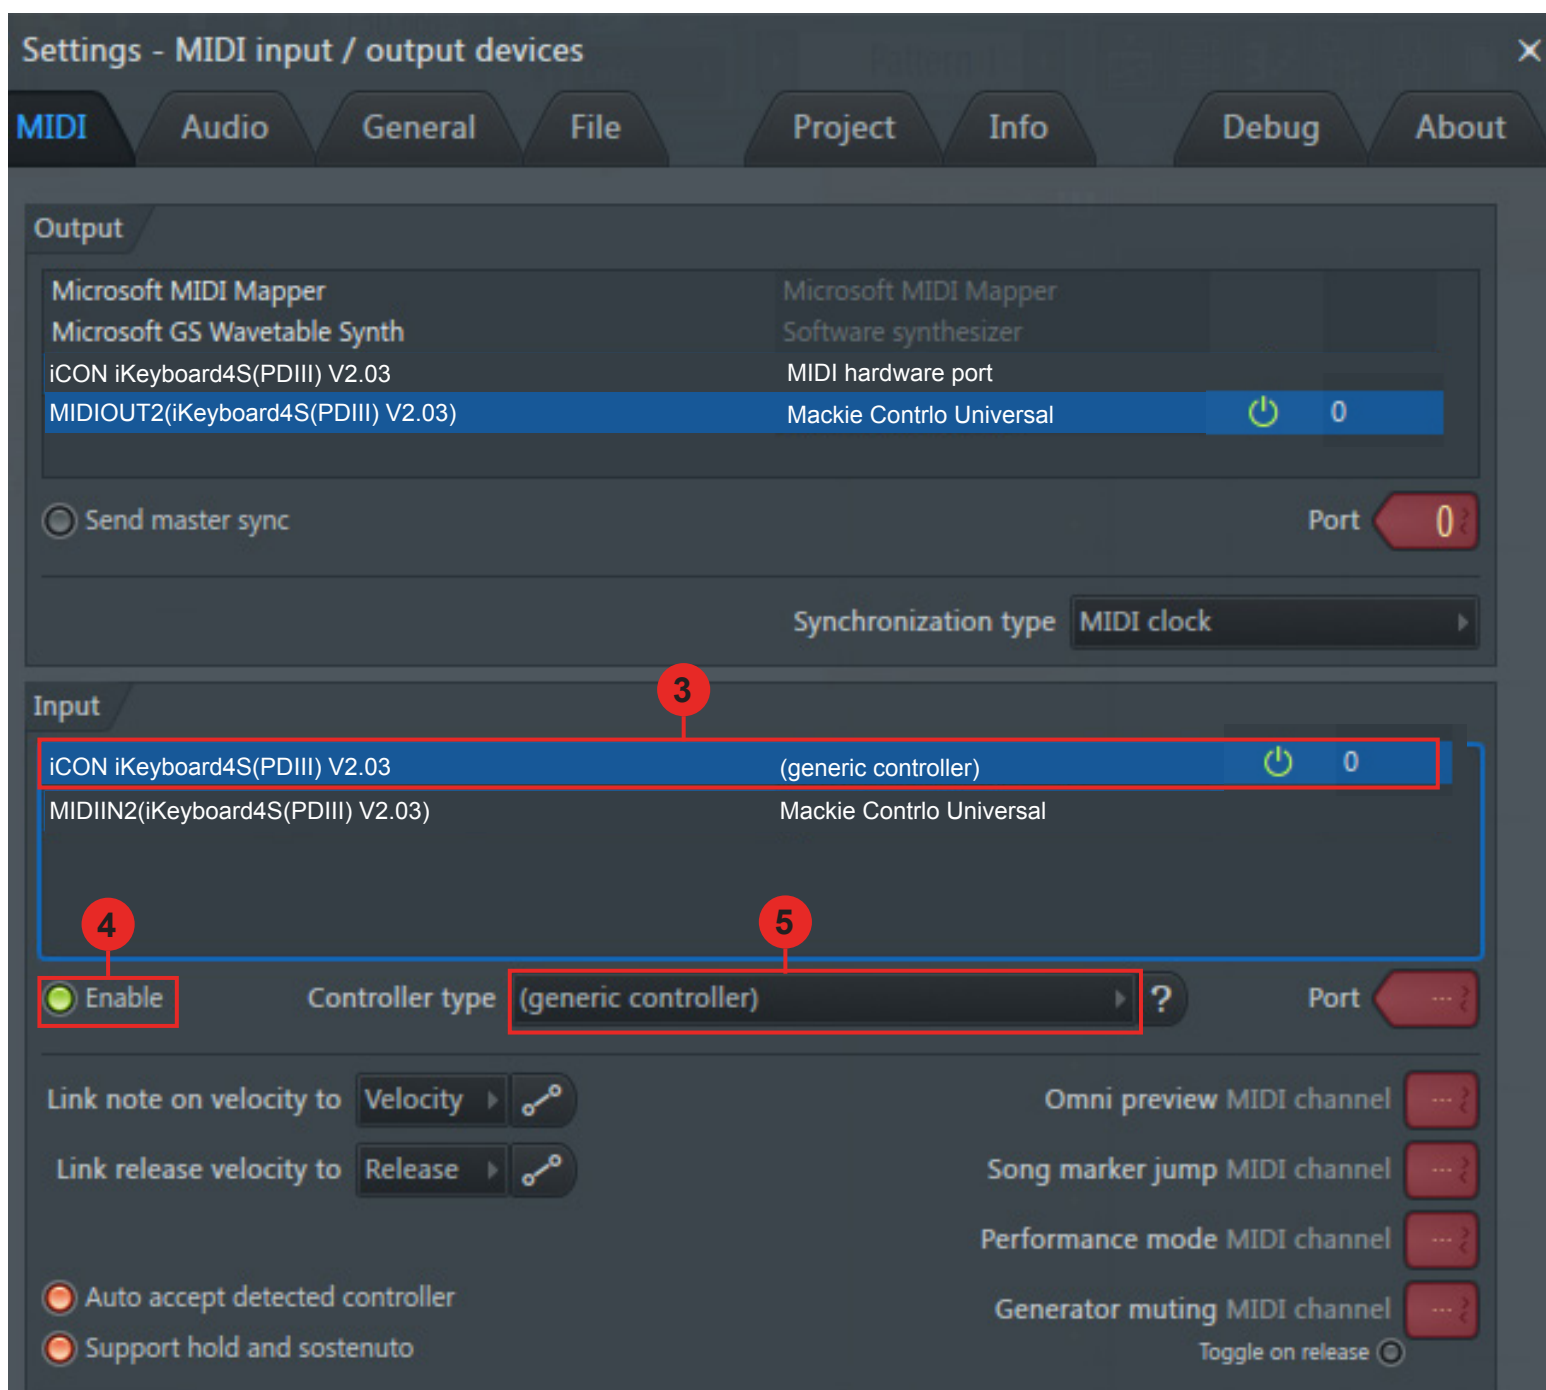 Settings - MIDI input / output devices
MIDI Audio General File Project Info Debug About
Output
Microsoft MIDI Mapper Microsoft MIDI Mapper
Microsoft GS Wavetable Synth Software synthesizer
iCON iKeyboard4S(PDIII) V2.03 MIDI hardware port
MIDIOUT2(iKeyboard4S(PDIII) V2.03) Mackie Contrlo Universal 0
Send master sync Port 0
Synchronization type MIDI clock
3
Input
iCON iKeyboard4S(PDIII) V2.03 (generic controller) 0
MIDIIN2(iKeyboard4S(PDIII) V2.03) Mackie Contrlo Universal
4 5
Enable Controller type (generic controller) ? Port ---
Link note on velocity to Velocity Omni preview MIDI channel ---
Link release velocity to Release Song marker jump MIDI channel ---
Performance mode MIDI channel ---
Auto accept detected controller Generator muting MIDI channel ---
Support hold and sostenuto Toggle on release